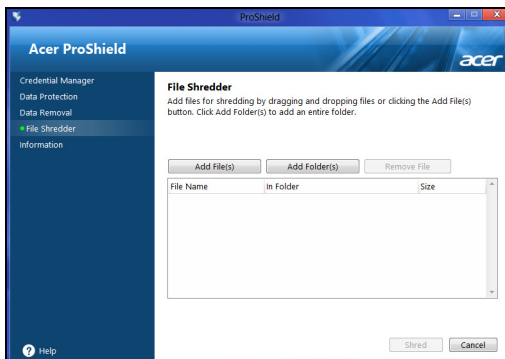 ProShield
Acer ProShield
acer
Credential Manager
Data Protection
Data Removal
File Shredder
Information
File Shredder
Add files for shredding by dragging and dropping files or clicking the Add File(s)
button. Click Add Folder(s) to add an entire folder.
Add File(s) Add Folder(s) Remove File
File Name In Folder Size
Shred Cancel
? Help